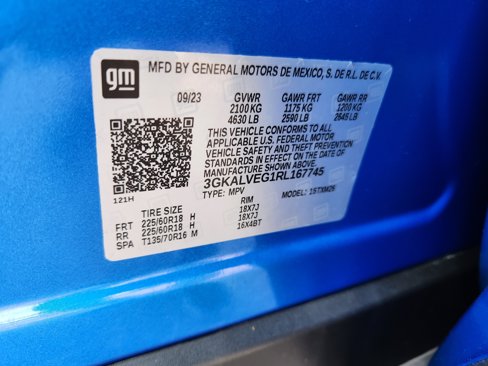 gm
MFD BY GENERAL MOTORS DE MEXICO, S. DE R.L. DE C.V.
09/23 GVWR GAWR FRT GAWR RR
2100 KG 1175 KG 1200 KG
4630 LB 2590 LB 2645 LB
THIS VEHICLE CONFORMS TO ALL
APPLICABLE U.S. FEDERAL MOTOR
VEHICLE SAFETY AND THEFT PREVENTION
STANDARDS IN EFFECT ON THE DATE OF
MANUFACTURE SHOWN ABOVE.
3GKALVEG1RL167745
121H TYPE: MPV MODEL: 1STXM26
TIRE SIZE RIM
FRT 225/60R18 H 18X7J
RR 225/60R18 H 18X7J
SPA T135/70R16 M 16X4BT